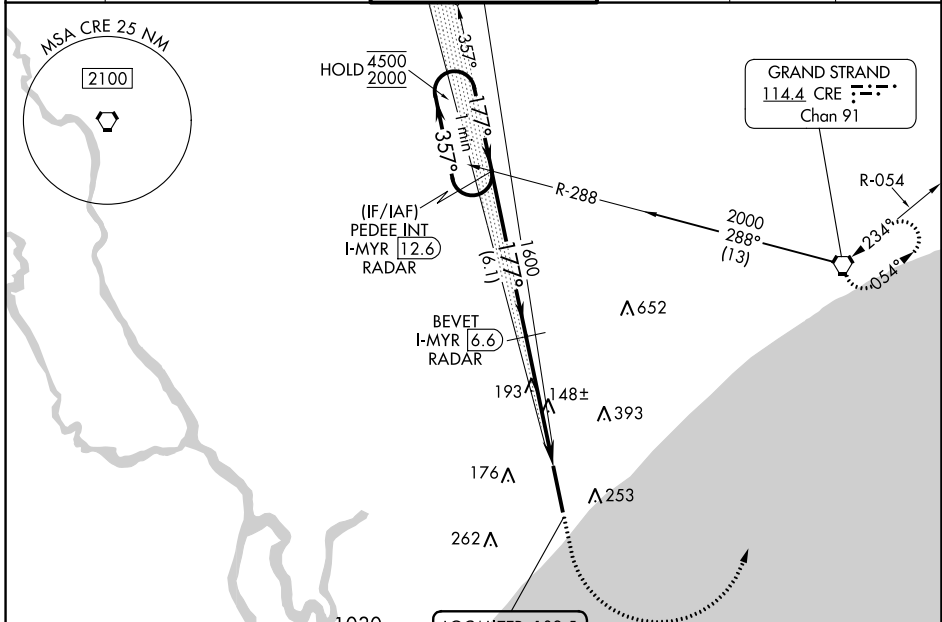 MSA CRE 25 NM
2100
HOLD 4500
2000
357°
177°
1 min
357°
GRAND STRAND
114.4 CRE
Chan 91
R-054
234°
054°
R-288
2000
288°
(13)
(IF/IAF)
PEDEE INT
I-MYR 12.6
RADAR
1600
177°
(6.1)
BEVET
I-MYR 6.6
RADAR
652
193
148±
393
176
253
262